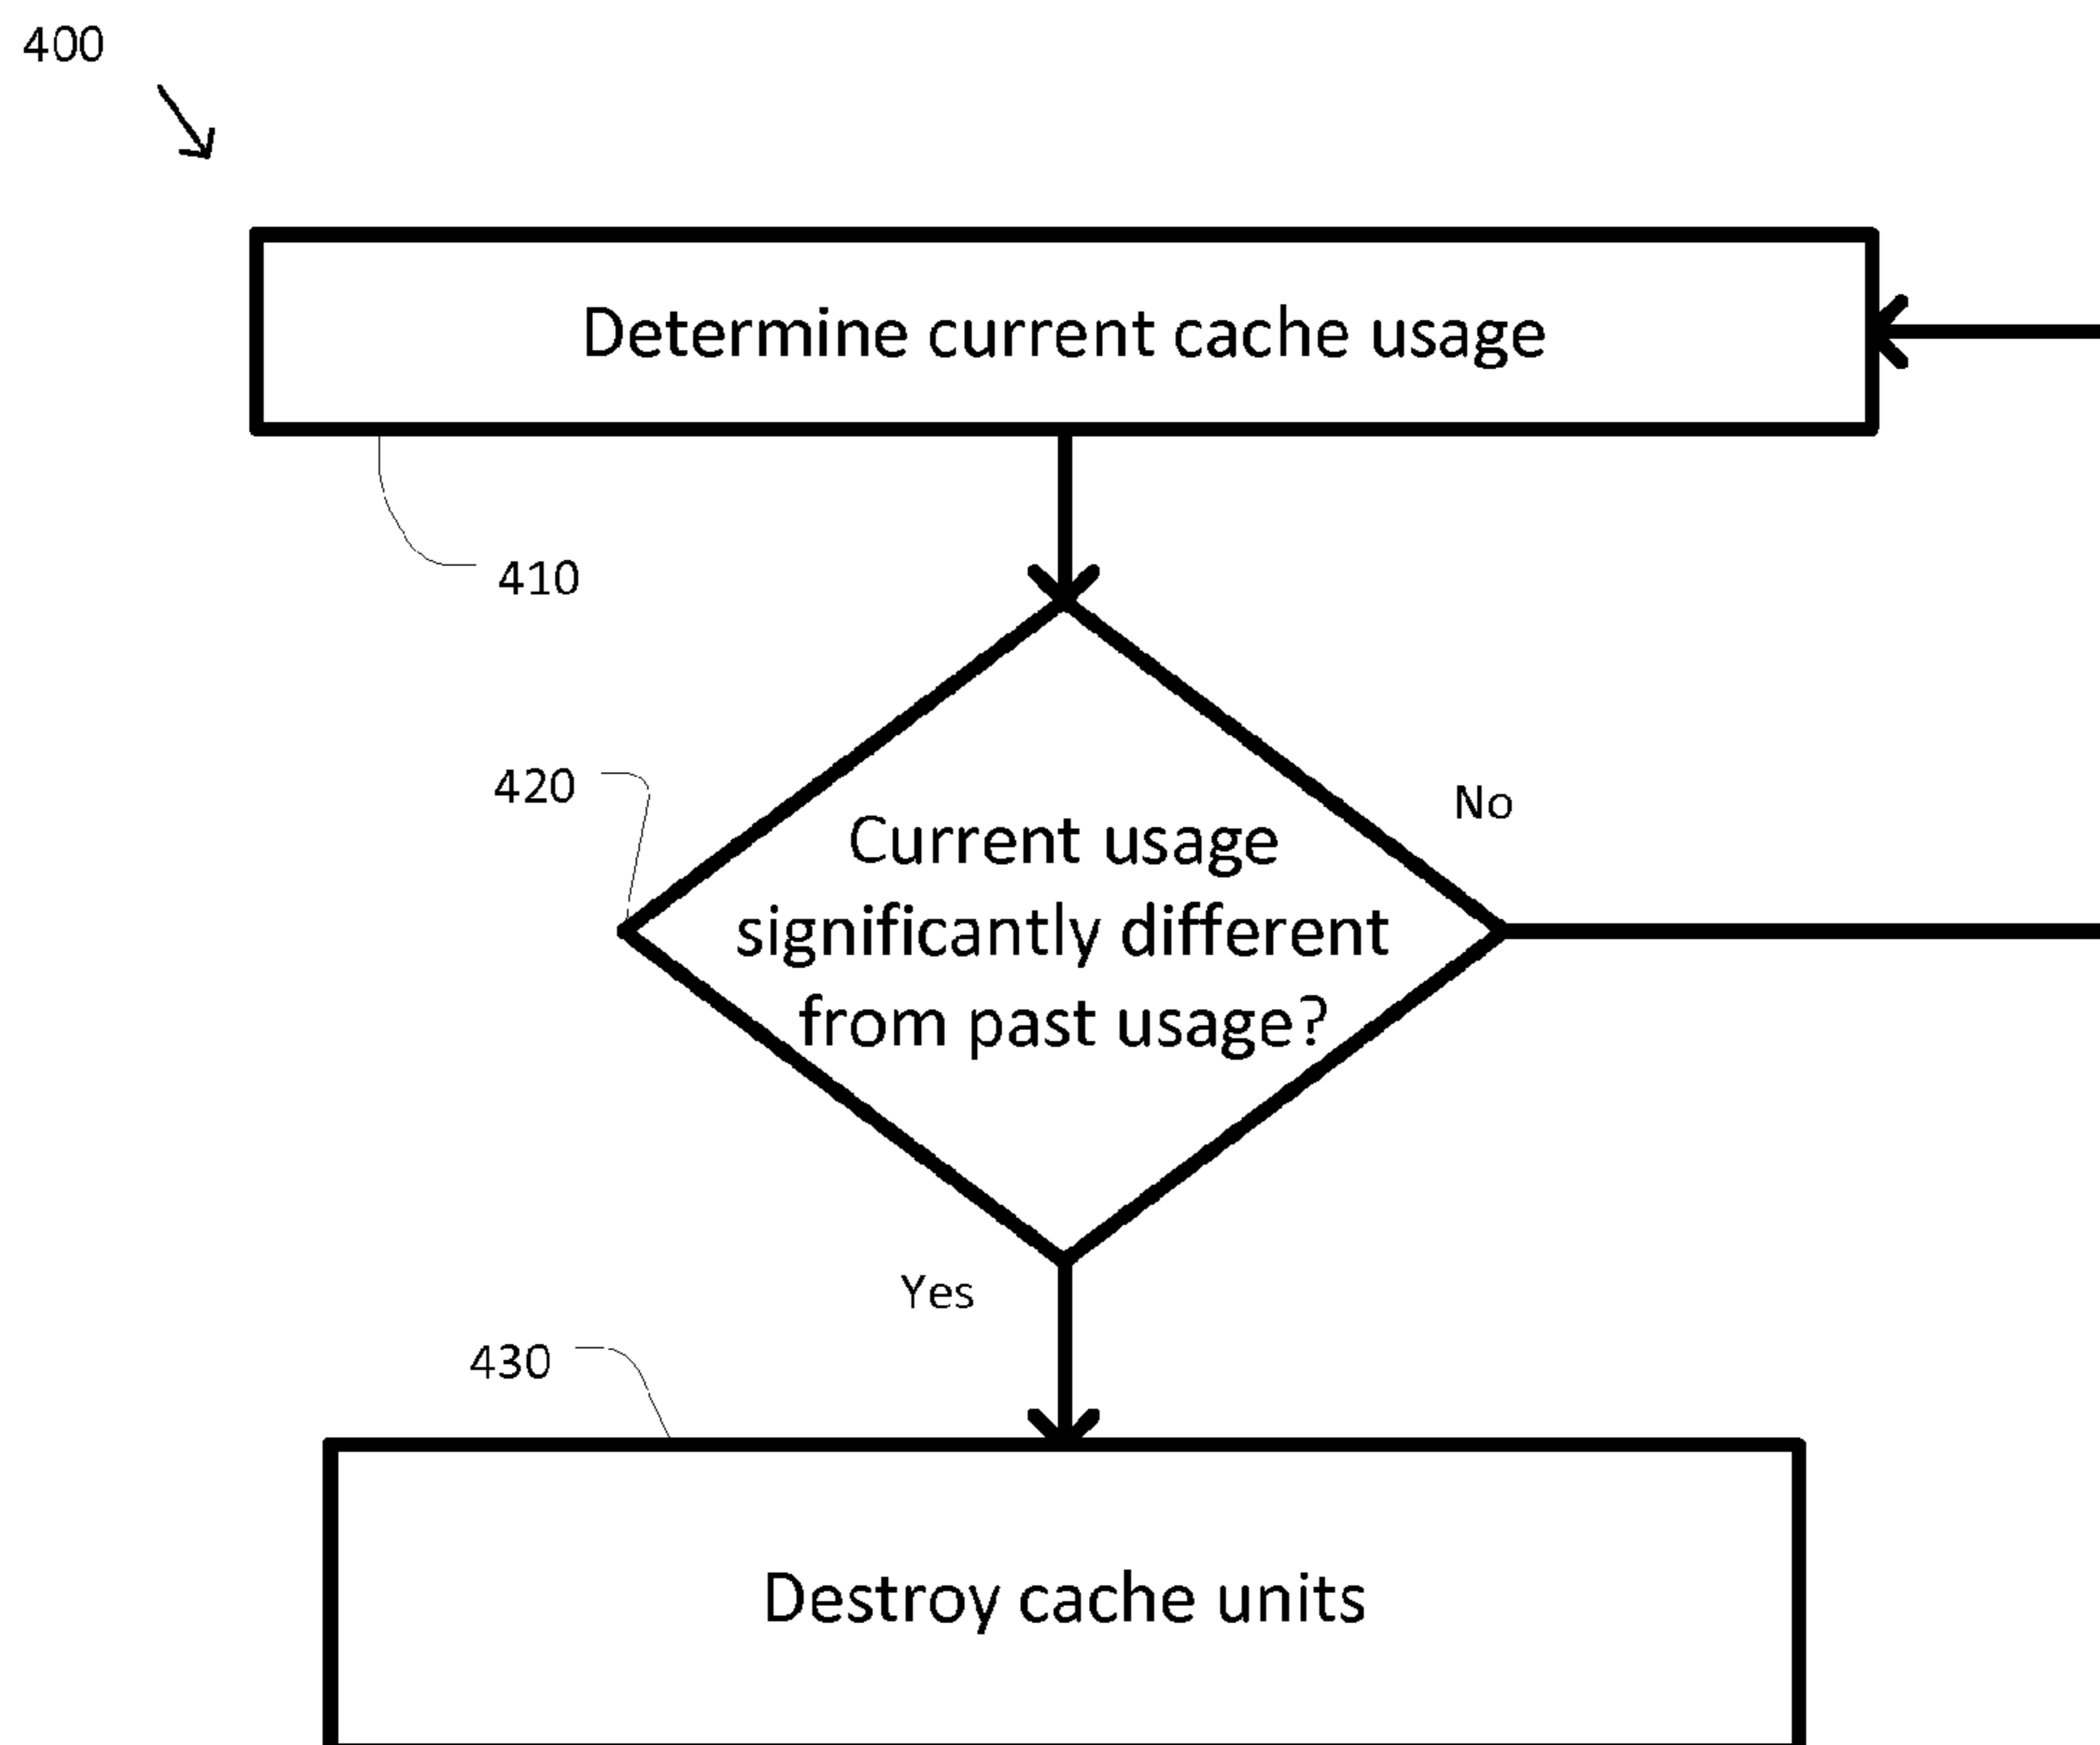 400
Determine current cache usage
410
420
No
Current usage
significantly different
from past usage?
Yes
430
Destroy cache units